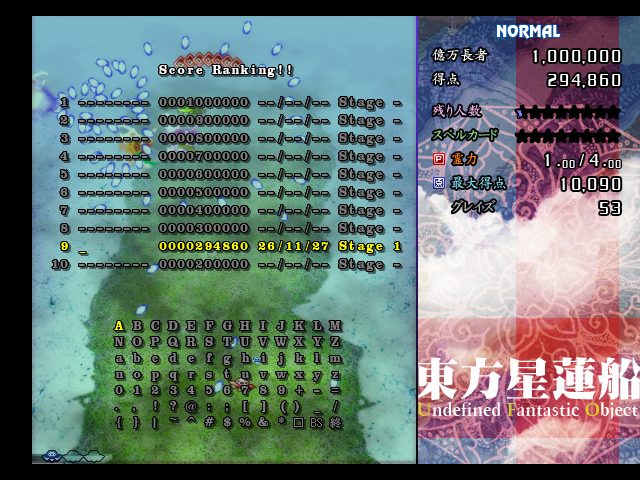 Score Ranking!!
1 -------- 0001000000 --/--/-- Stage -
2 -------- 0000900000 --/--/-- Stage -
3 -------- 0000800000 --/--/-- Stage -
4 -------- 0000700000 --/--/-- Stage -
5 -------- 0000600000 --/--/-- Stage -
6 -------- 0000500000 --/--/-- Stage -
7 -------- 0000400000 --/--/-- Stage -
8 -------- 0000300000 --/--/-- Stage -
9 _ 0000294860 26/11/27 Stage 1
10 -------- 0000200000 --/--/-- Stage -
A B C D E F G H I J K L M
N O P Q R S T U V W X Y Z
a b c d e f g h i j k l m
n o p q r s t u v w x y z
0 1 2 3 4 5 6 7 8 9 + - =
. , ! ? @ : ; [ ] ( ) _ /
{ } | ~ ^ # $ % & * □ BS 終
NORMAL
億万長者 1,000,000
得点 294,860
残り人数
スペルカード
P 霊力 1.00/4.00
点 最大得点 10,090
グレイズ 53
東方星蓮船
Undefined Fantastic Object